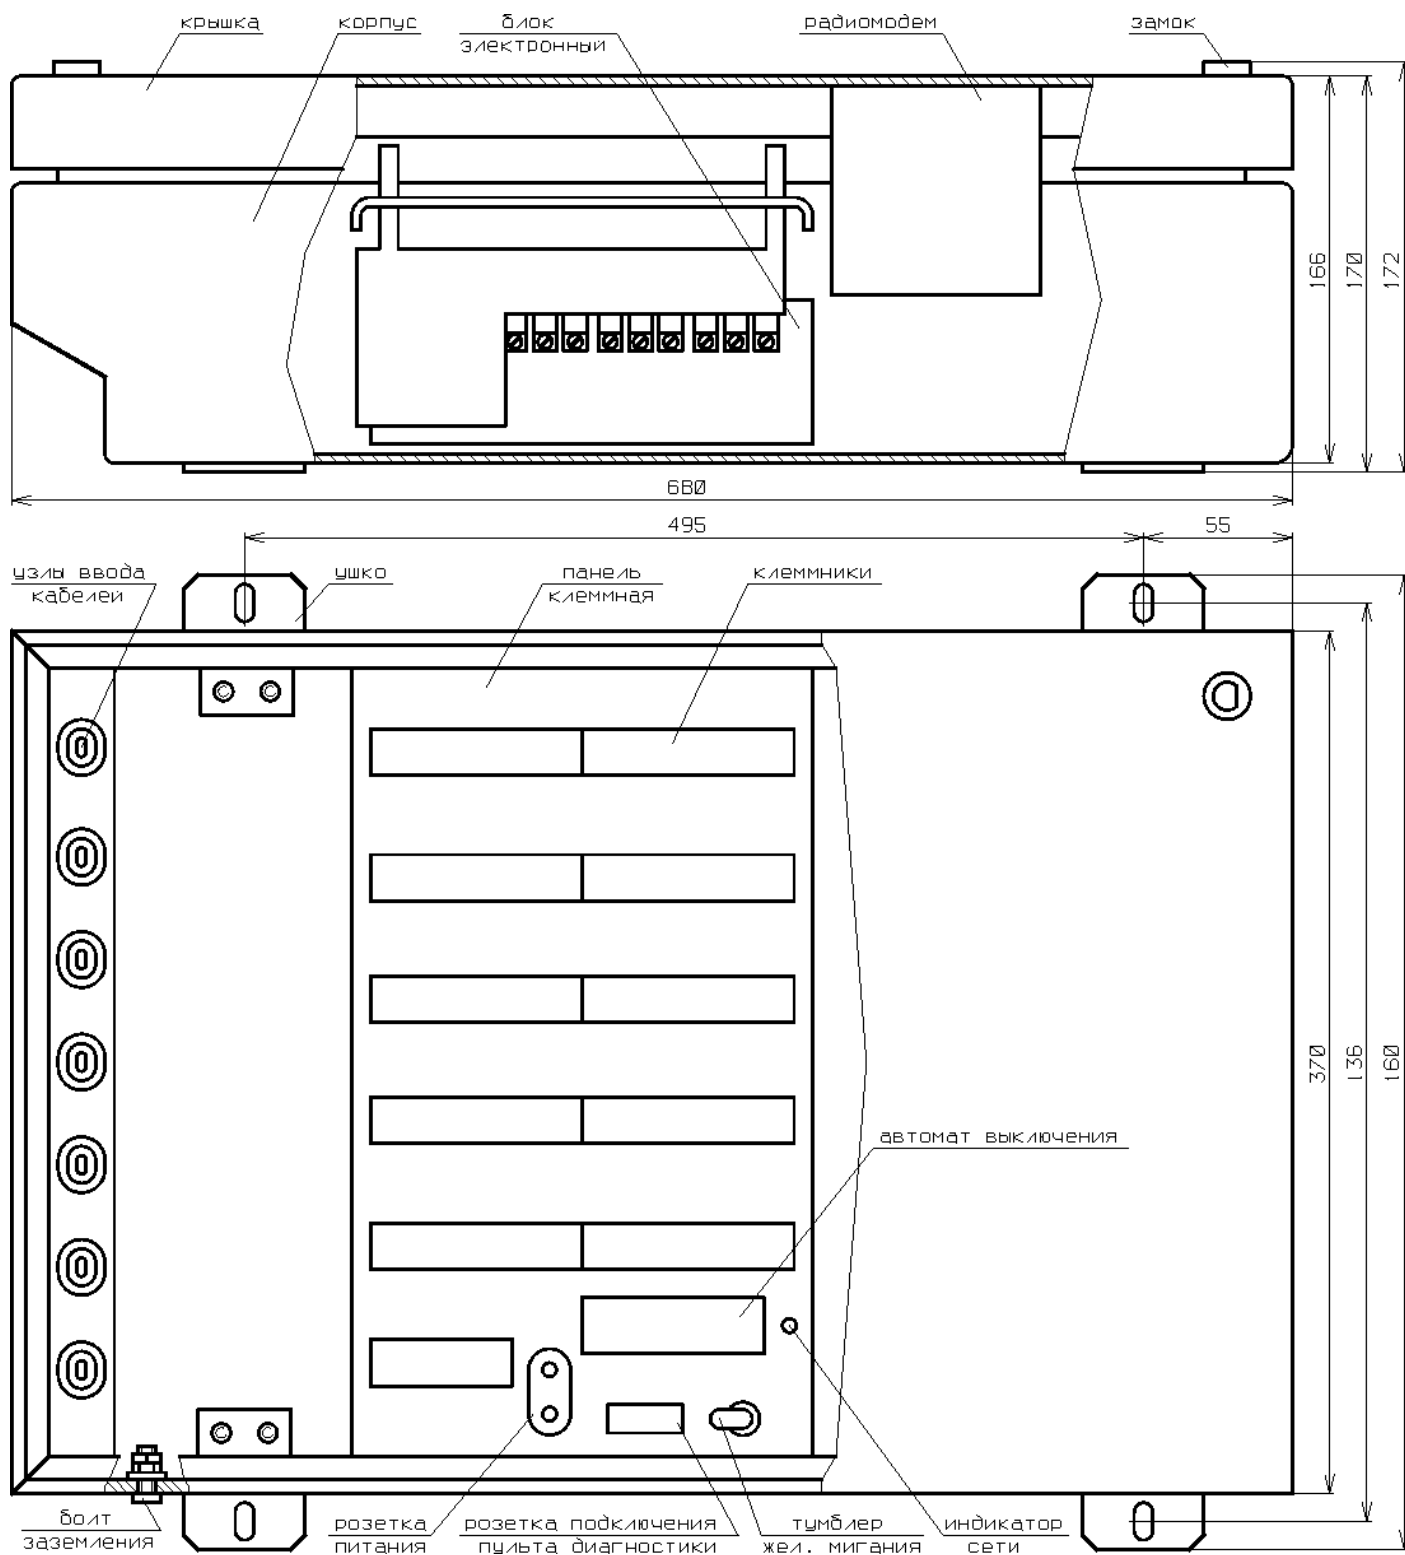 крышка
корпус
блок
электронный
радиомодем
замок
166
170
172
680
495
55
узлы ввода
кабелей
ушко
панель
клеммная
клеммники
370
136
160
автомат выключения
болт
заземления
розетка
питания
розетка подключения
пульта диагностики
тумблер
жел. мигания
индикатор
сети